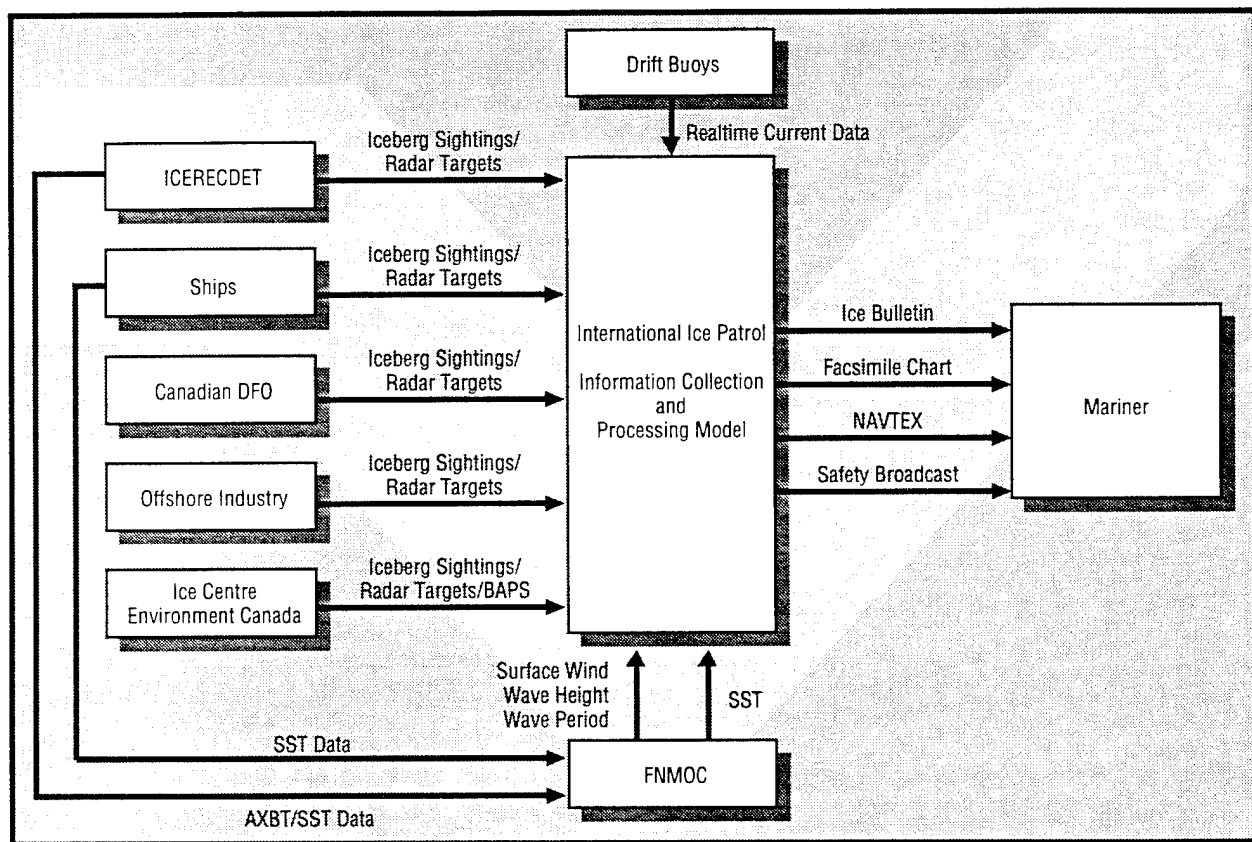 Drift Buoys
Realtime Current Data
ICERECDET
Iceberg Sightings/
Radar Targets
Ships
Iceberg Sightings/
Radar Targets
Canadian DFO
Iceberg Sightings/
Radar Targets
Offshore Industry
Iceberg Sightings/
Radar Targets
Ice Centre
Environment Canada
Iceberg Sightings/
Radar Targets/BAPS
International Ice Patrol
Information Collection
and
Processing Model
Ice Bulletin
Facsimile Chart
NAVTEX
Safety Broadcast
Mariner
Surface Wind
Wave Height
Wave Period
SST
SST Data
FNMOC
AXBT/SST Data